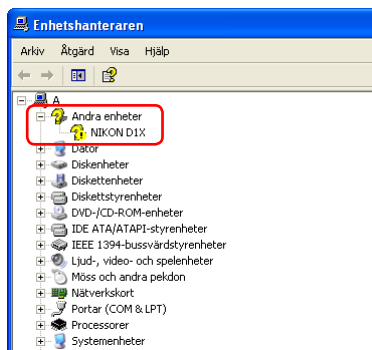 Enhetshanteraren
Arkiv Åtgärd Visa Hjälp
A
Andra enheter
NIKON D1X
Dator
Diskenheter
Diskettenheter
Diskettstyrenheter
DVD-/CD-ROM-enheter
IDE ATA/ATAPI-styrenheter
IEEE 1394-bussvärdstyrenheter
Ljud-, video- och spelenheter
Möss och andra pekdon
Nätverkskort
Portar (COM & LPT)
Processorer
Systemenheter